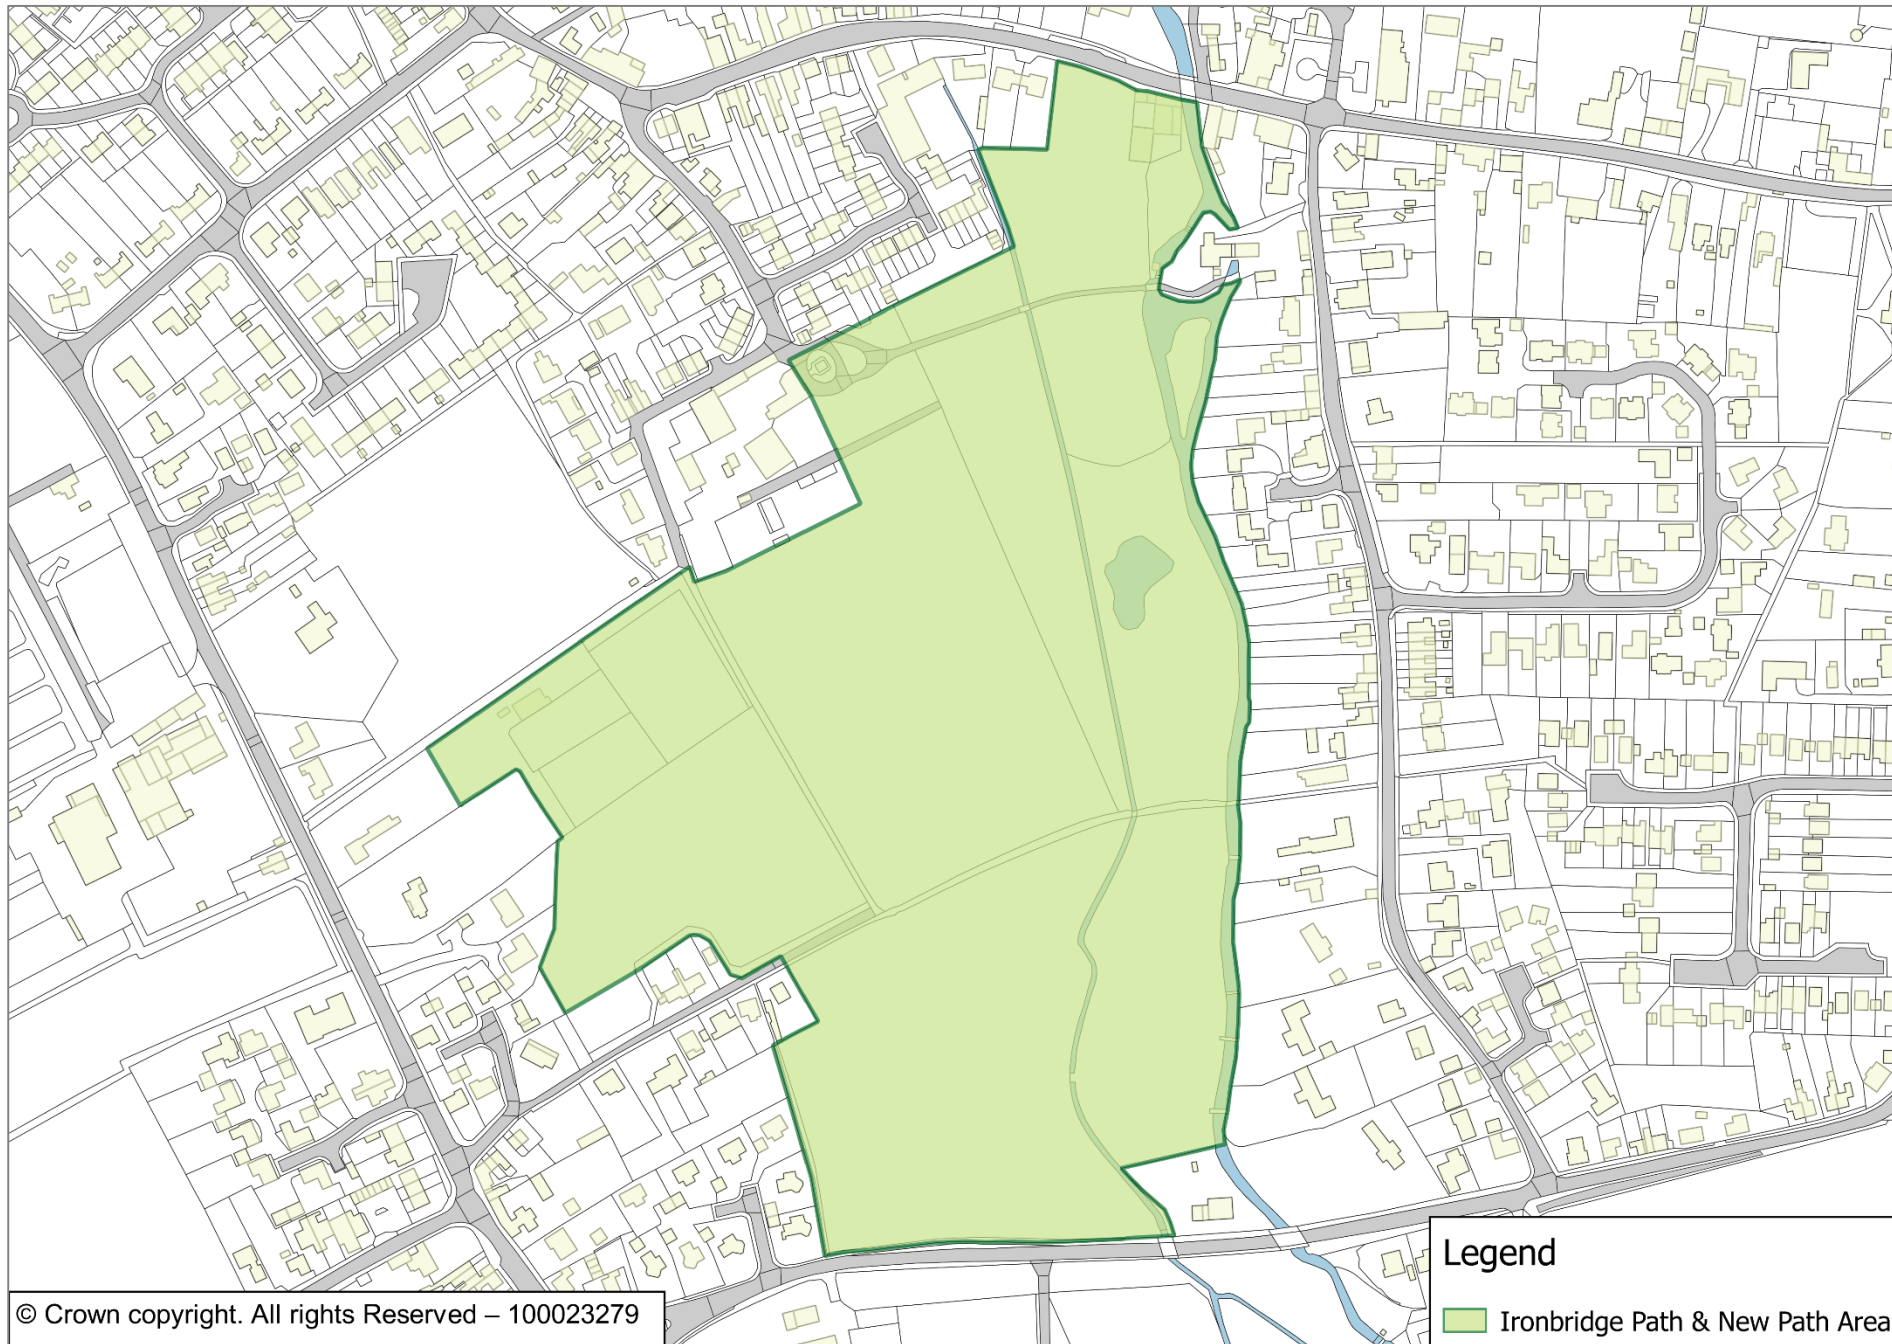 Legend
Ironbridge Path & New Path Area
© Crown copyright. All rights Reserved – 100023279